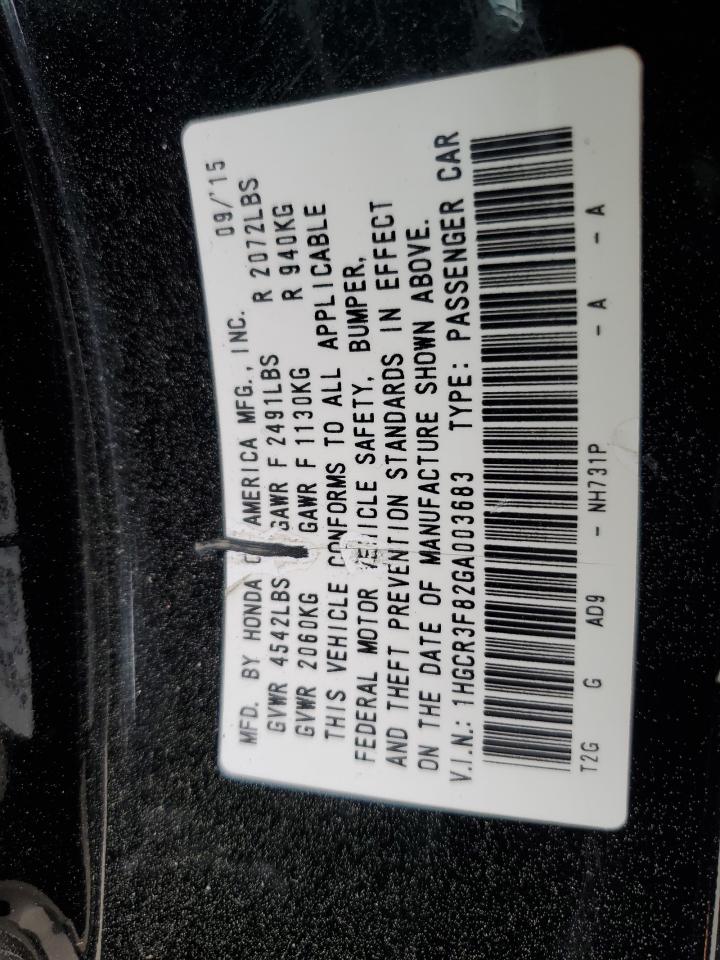 MFD. BY HONDA OF AMERICA MFG., INC. 09/'15
GVWR 4542LBS GAWR F 2491LBS R 2072LBS
GVWR 2060KG GAWR F 1130KG R 940KG
THIS VEHICLE CONFORMS TO ALL APPLICABLE
FEDERAL MOTOR VEHICLE SAFETY, BUMPER,
AND THEFT PREVENTION STANDARDS IN EFFECT
ON THE DATE OF MANUFACTURE SHOWN ABOVE.
V.I.N.: 1HGCR3F82GA003683 TYPE: PASSENGER CAR
T2G G AD9 - NH731P - A - A